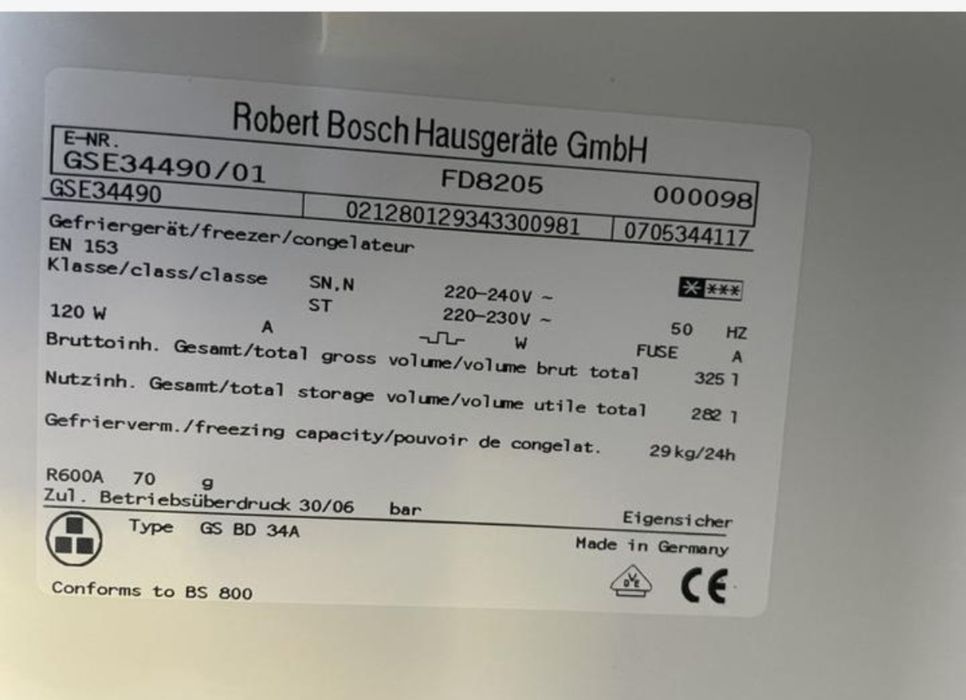 Robert Bosch Hausgeräte GmbH
E-NR.
GSE34490/01 FD8205 000098
GSE34490 021280129343300981 0705344117
Gefriergerät/freezer/congelateur
EN 153
Klasse/class/classe SN,N 220-240V ~ ***
ST 220-230V ~ 50 HZ
120 W A W FUSE A
Bruttoinh. Gesamt/total gross volume/volume brut total 325 l
Nutzinh. Gesamt/total storage volume/volume utile total 282 l
Gefrierverm./freezing capacity/pouvoir de congelat. 29 kg/24h
R600A 70 g
Zul. Betriebsüberdruck 30/06 bar Eigensicher
Type GS BD 34A Made in Germany
DVE CE
Conforms to BS 800